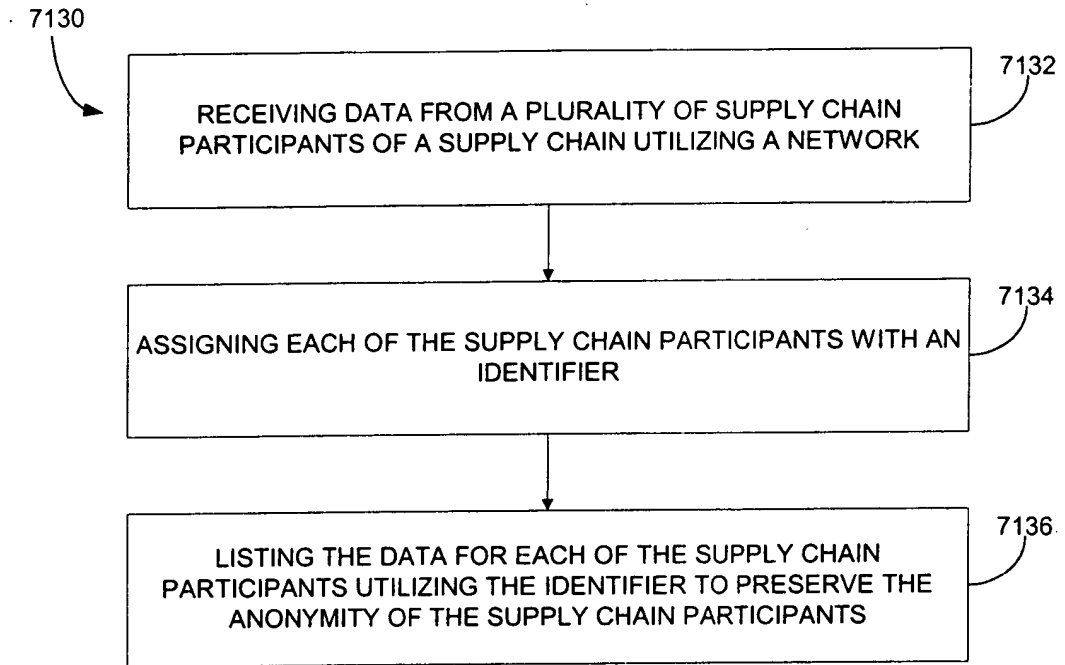 7130
7132
RECEIVING DATA FROM A PLURALITY OF SUPPLY CHAIN
PARTICIPANTS OF A SUPPLY CHAIN UTILIZING A NETWORK
7134
ASSIGNING EACH OF THE SUPPLY CHAIN PARTICIPANTS WITH AN
IDENTIFIER
7136
LISTING THE DATA FOR EACH OF THE SUPPLY CHAIN
PARTICIPANTS UTILIZING THE IDENTIFIER TO PRESERVE THE
ANONYMITY OF THE SUPPLY CHAIN PARTICIPANTS